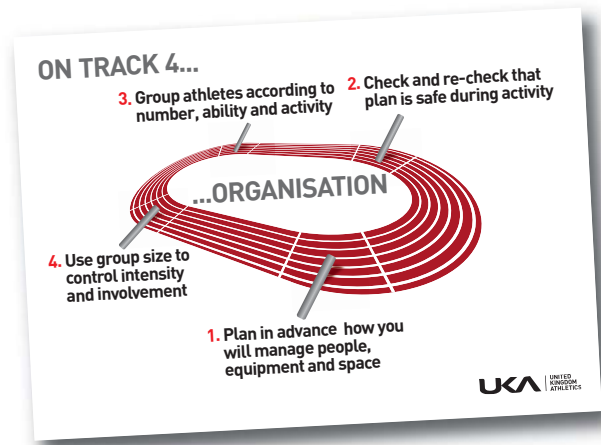 ON TRACK 4...
3. Group athletes according to
number, ability and activity
2. Check and re-check that
plan is safe during activity
...ORGANISATION
4. Use group size to
control intensity
and involvement
1. Plan in advance how you
will manage people,
equipment and space
UKA
UNITED
KINGDOM
ATHLETICS